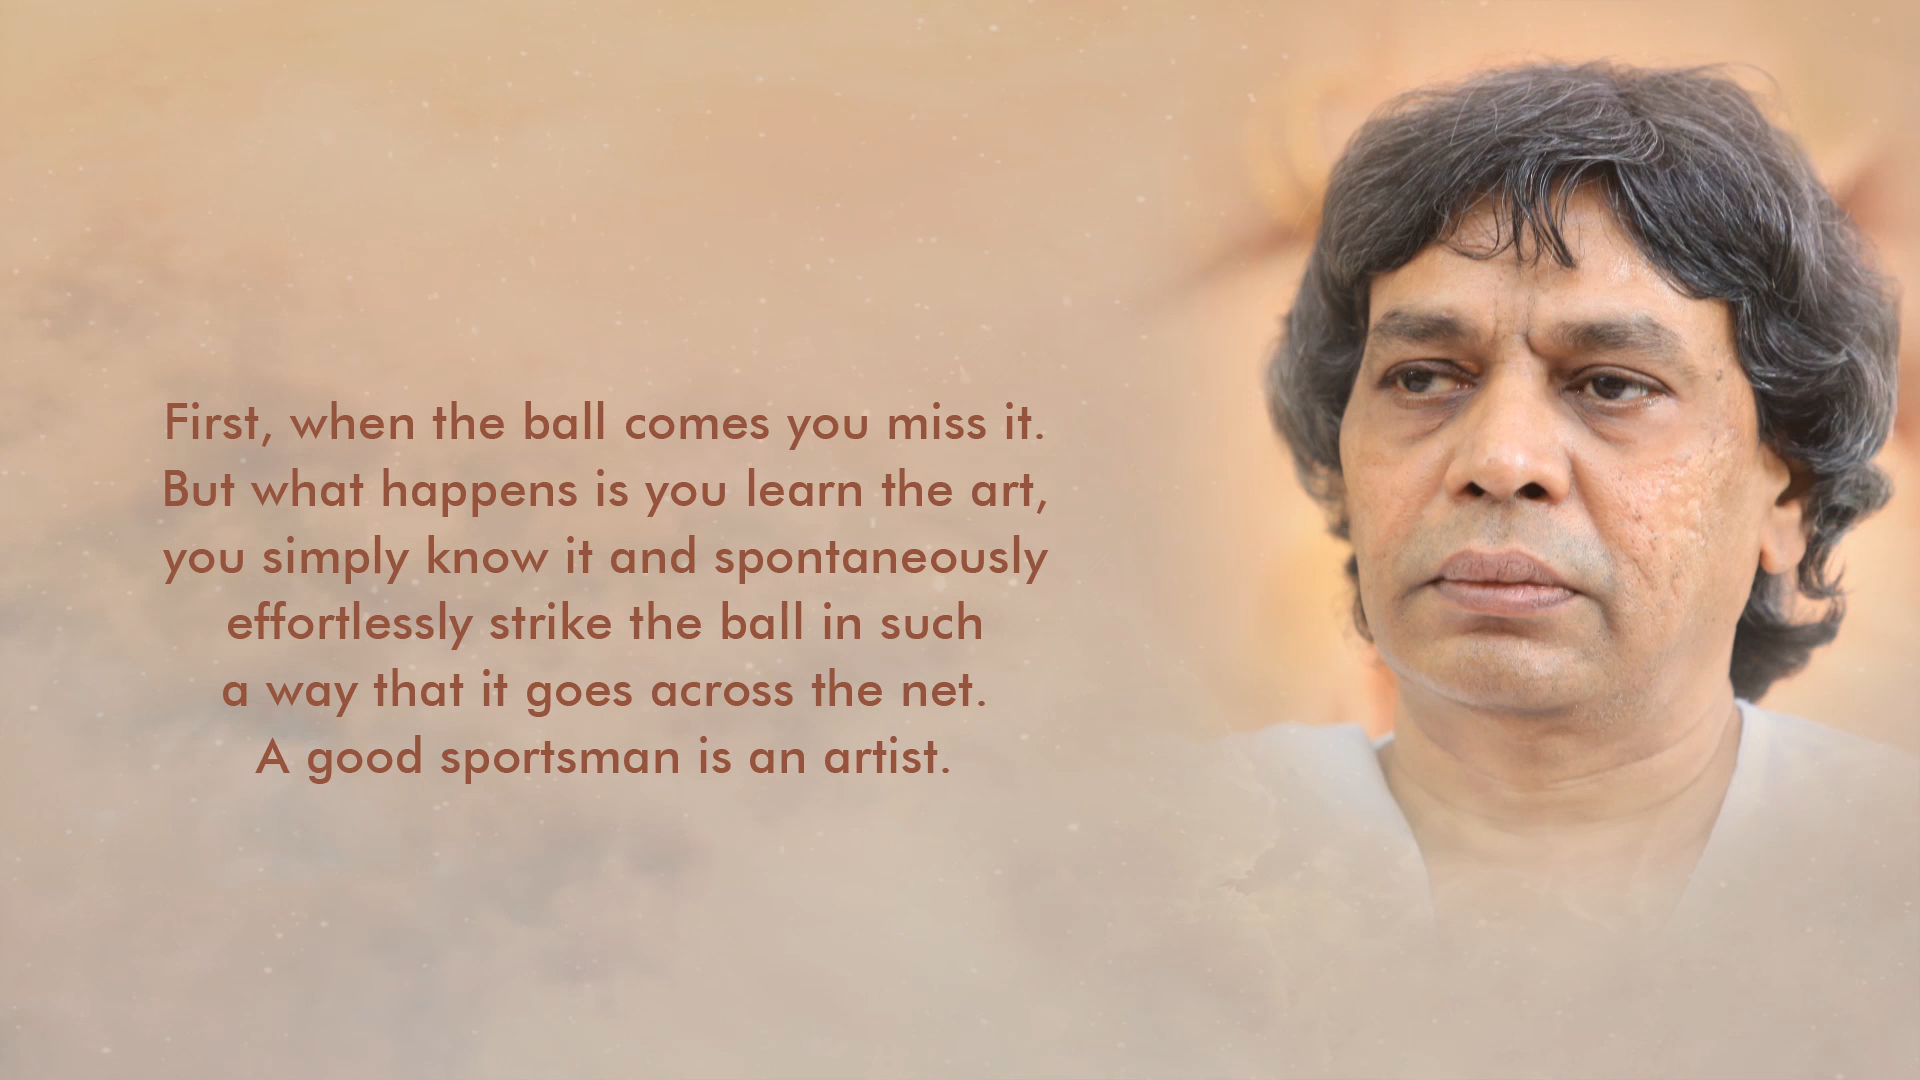 First, when the ball comes you miss it.
But what happens is you learn the art,
you simply know it and spontaneously
effortlessly strike the ball in such
a way that it goes across the net.
A good sportsman is an artist.